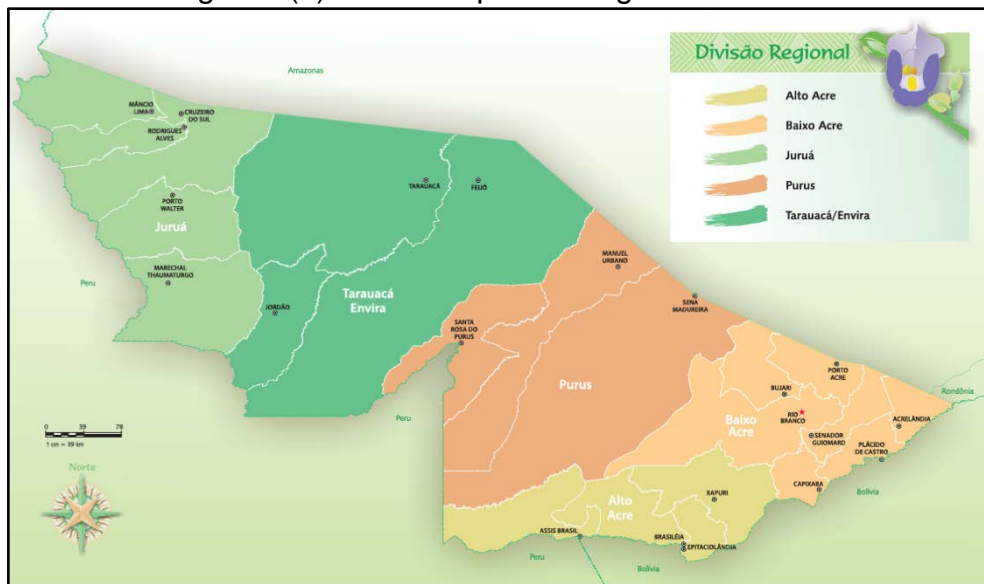 Divisão Regional
Alto Acre
Baixo Acre
Juruá
Purus
Tarauacá/Envira
Amazonas
MÂNCIO
LIMA
CRUZEIRO
DO SUL
RODRIGUES
ALVES
TARAUACÁ
FEIJÓ
PORTO
WALTER
Juruá
MARECHAL
THAUMATURGO
Peru
JORDÃO
Tarauacá
Envira
MANUEL
URBANO
SENA
MADUREIRA
SANTA
ROSA DO
PURUS
Purus
Peru
PORTO
ACRE
BUJARI
Rondônia
RIO
BRANCO
ACRELÂNDIA
Baixo
Acre
SENADOR
GUIOMARD
PLÁCIDO
DE CASTRO
CAPIXABA
Bolívia
XAPURI
Alto
Acre
ASSIS BRASIL
BRASILÉIA
EPITACIOLÂNDIA
Peru
Bolívia
0 39 78
1 cm = 39 km
Norte